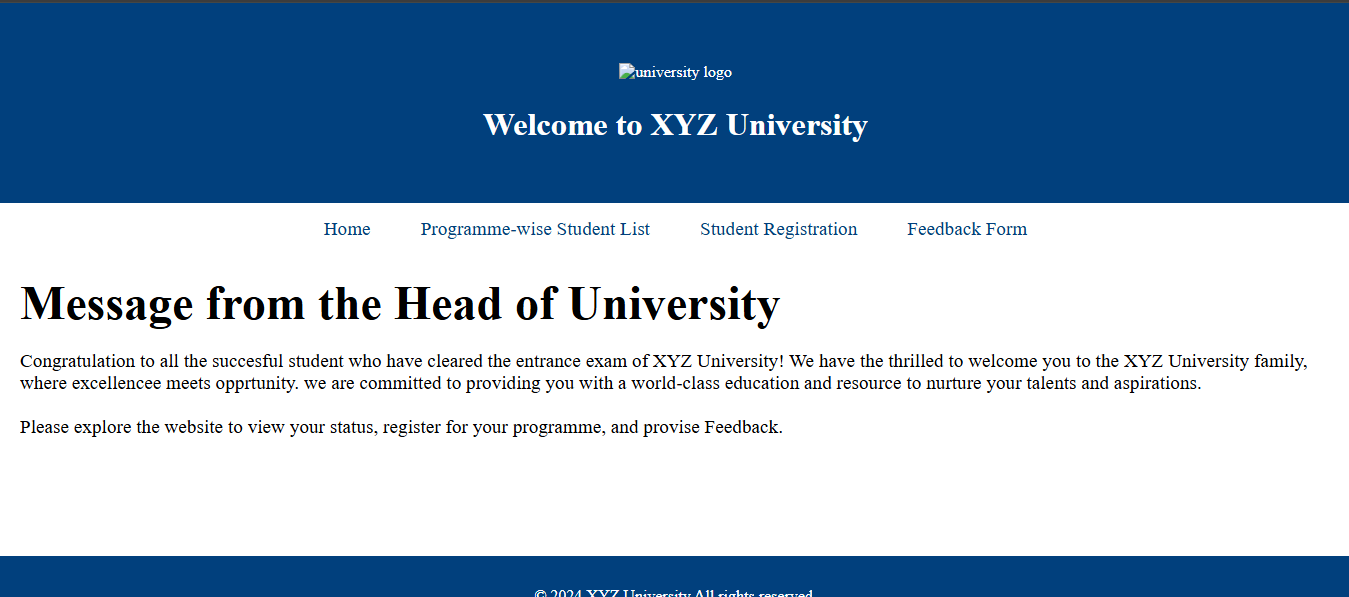 university logo
Welcome to XYZ University
Home Programme-wise Student List Student Registration Feedback Form
Message from the Head of University
Congratulation to all the succesful student who have cleared the entrance exam of XYZ University! We have the thrilled to welcome you to the XYZ University family,
where excellencee meets opprtunity. we are committed to providing you with a world-class education and resource to nurture your talents and aspirations.
Please explore the website to view your status, register for your programme, and provise Feedback.
© 2024 XYZ University All rights reserved